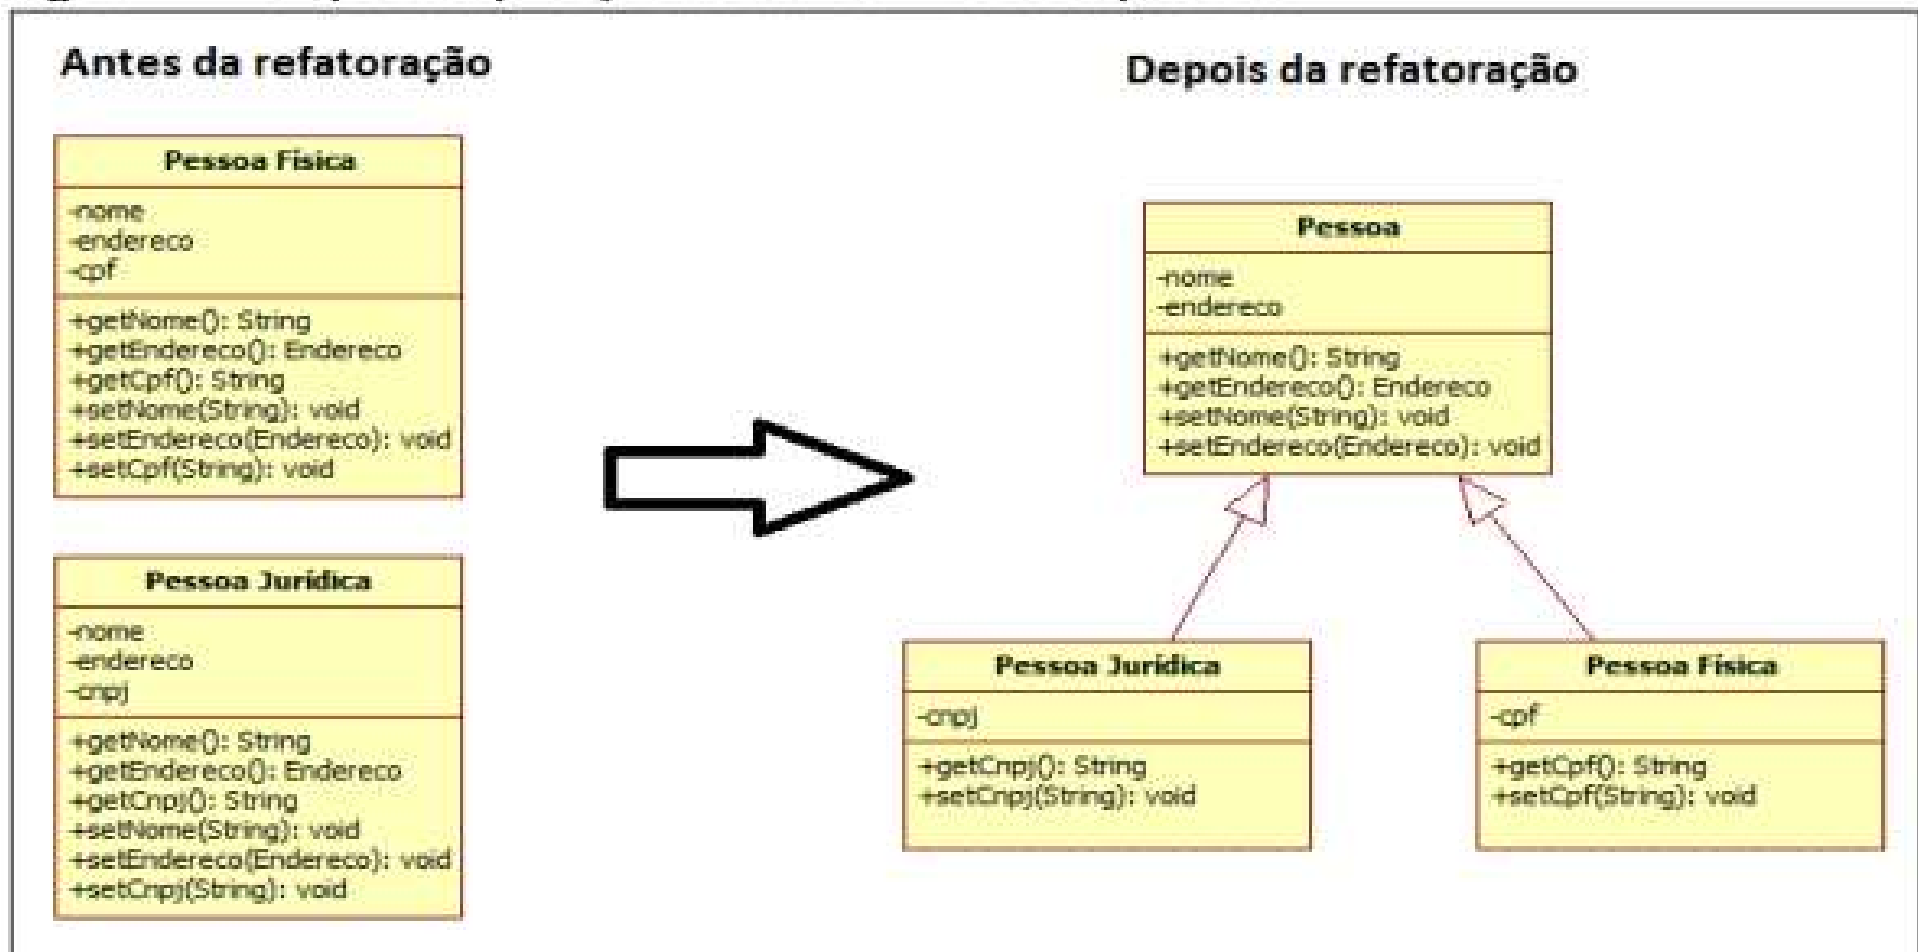 Antes da refatoração
Depois da refatoração
Pessoa Física
-nome
-endereco
-cpf
+getNome(): String
+getEndereco(): Endereco
+getCpf(): String
+setNome(String): void
+setEndereco(Endereco): void
+setCpf(String): void
Pessoa Jurídica
-nome
-endereco
-cnpj
+getNome(): String
+getEndereco(): Endereco
+getCnpj(): String
+setNome(String): void
+setEndereco(Endereco): void
+setCnpj(String): void
Pessoa
-nome
-endereco
+getNome(): String
+getEndereco(): Endereco
+setNome(String): void
+setEndereco(Endereco): void
Pessoa Jurídica
-cnpj
+getCnpj(): String
+setCnpj(String): void
Pessoa Física
-cpf
+getCpf(): String
+setCpf(String): void